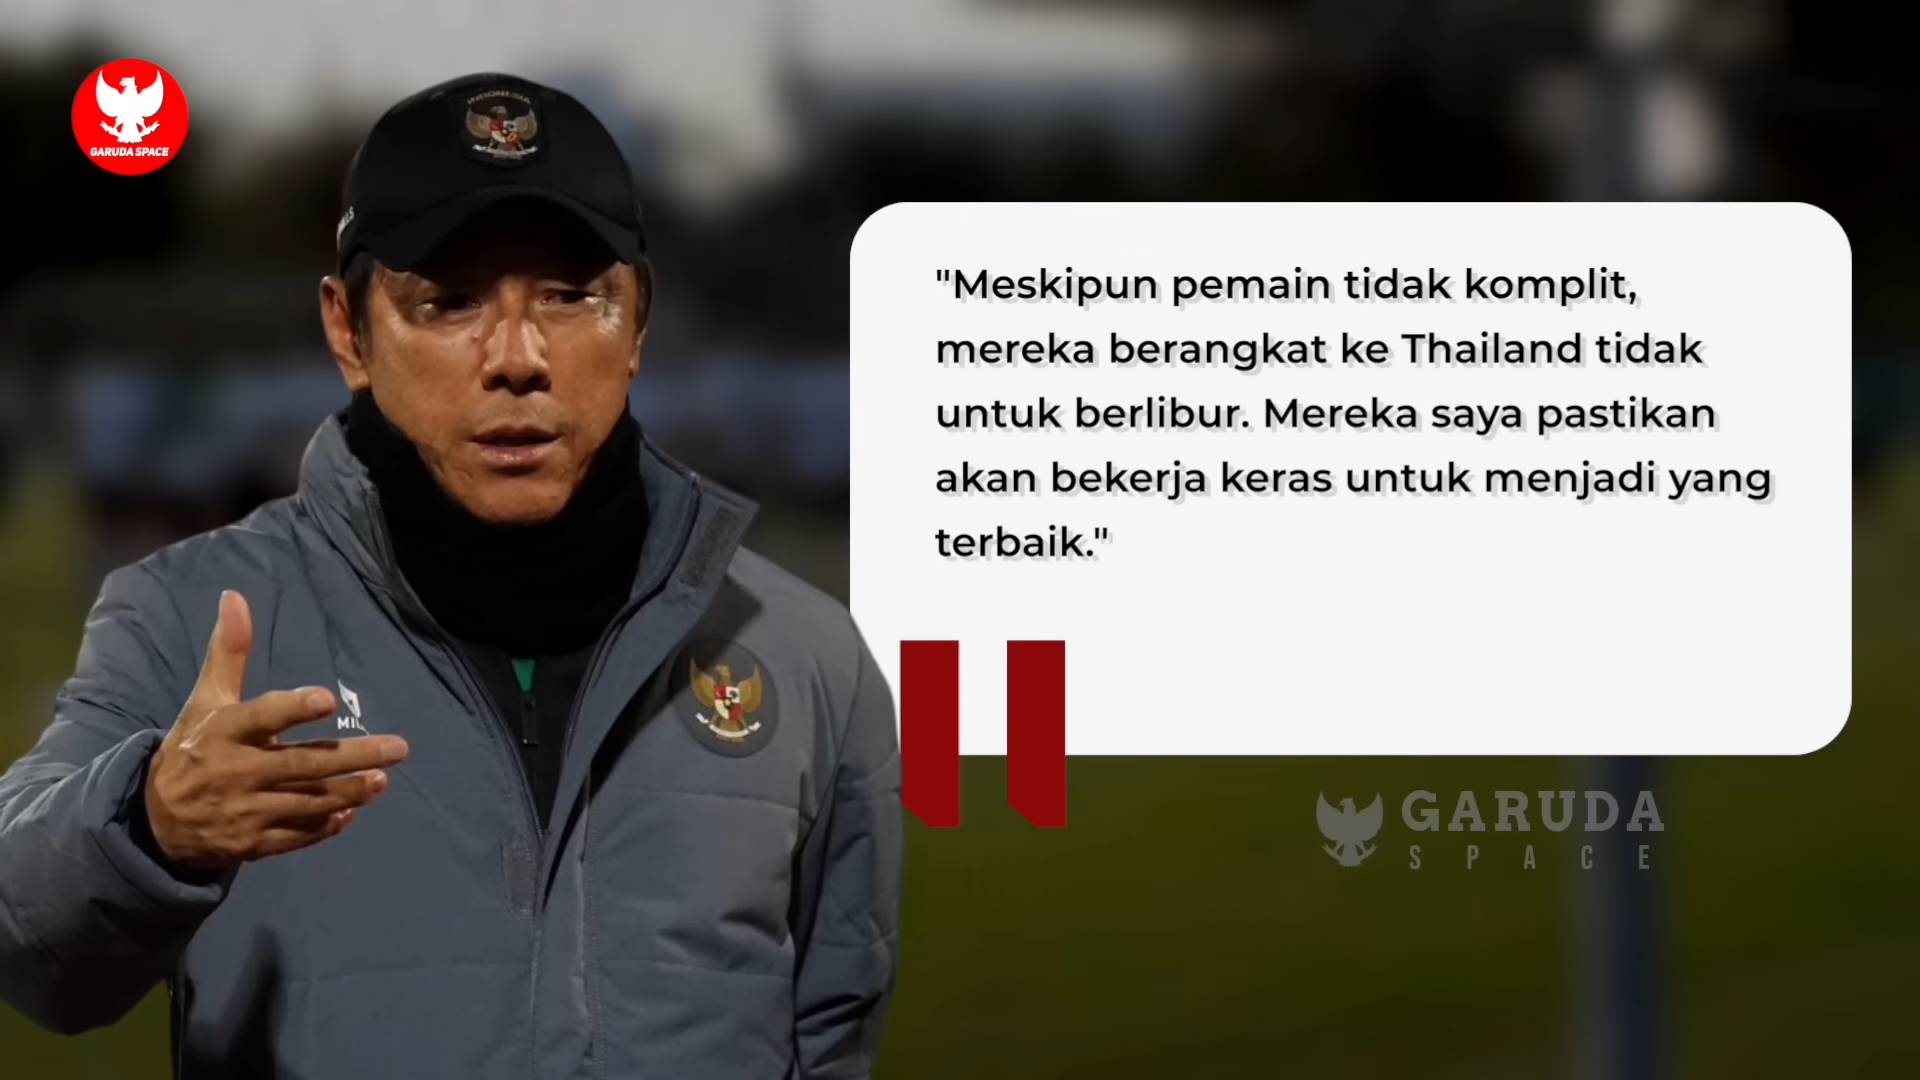 GARUDA SPACE
INDONESIA
"Meskipun pemain tidak komplit,
mereka berangkat ke Thailand tidak
untuk berlibur. Mereka saya pastikan
akan bekerja keras untuk menjadi yang
terbaik."
GARUDA
SPACE